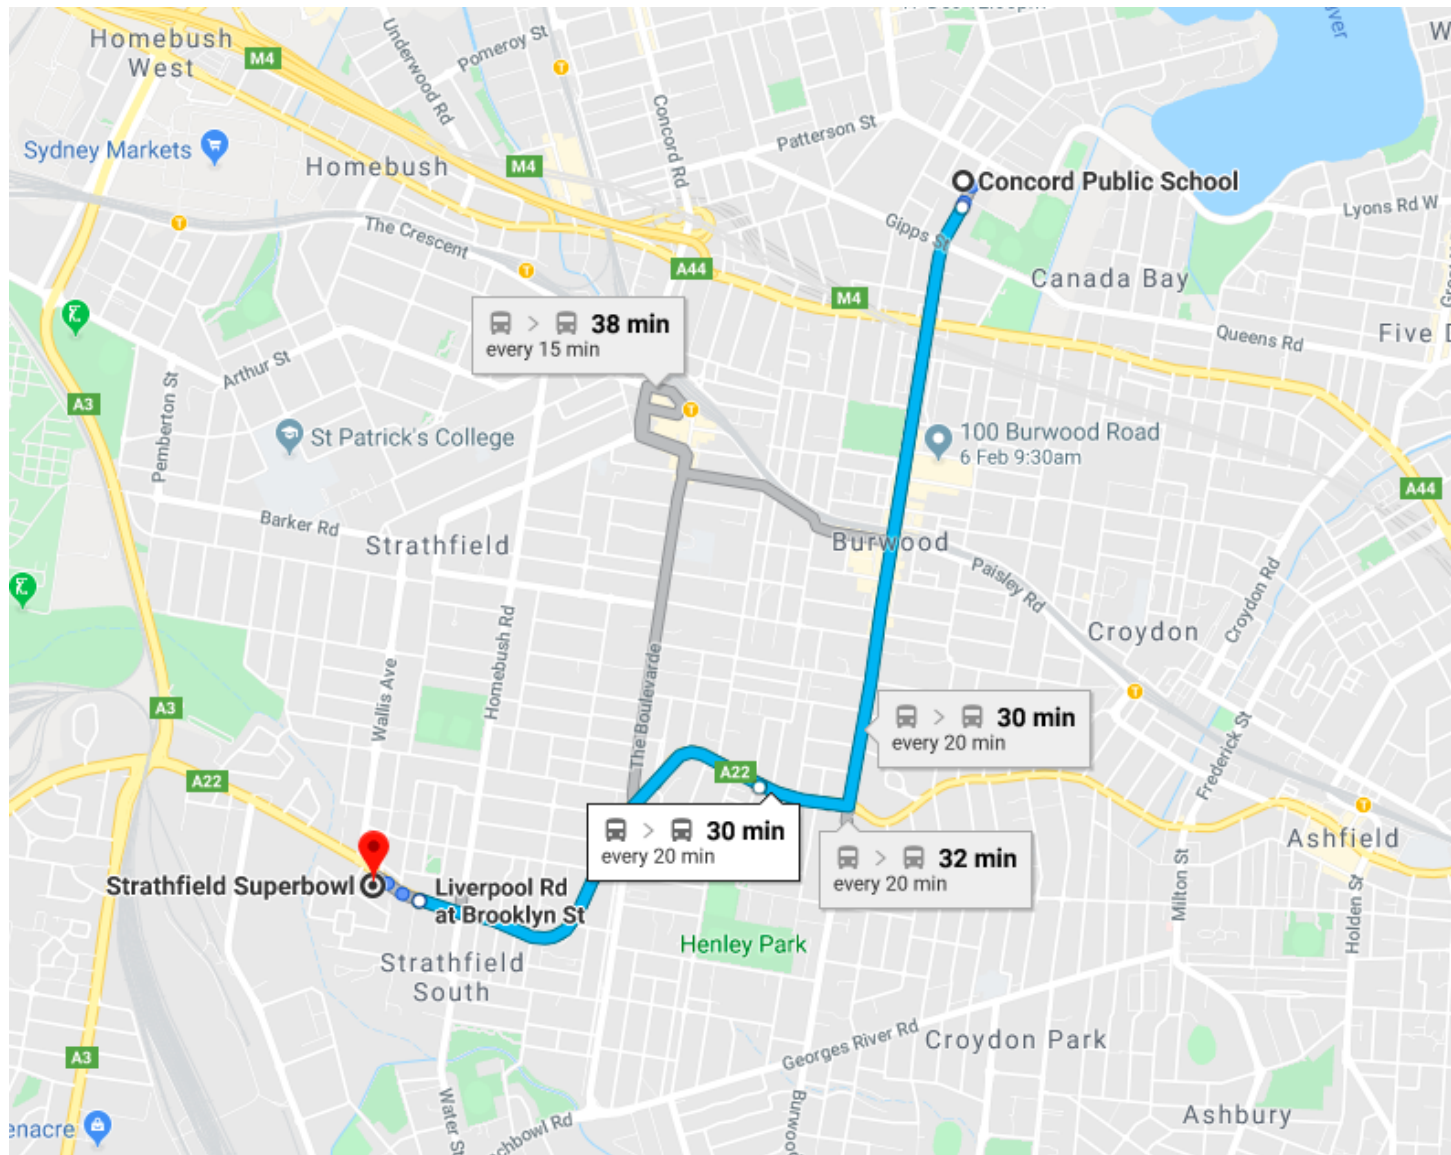 Homebush
West
M4
Underwood Rd
Pomeroy St
Sydney Markets
Homebush
M4
Concord Rd
Patterson St
Concord Public School
Lyons Rd W
The Crescent
Gipps St
A44
M4
Canada Bay
Queens Rd
Five
38 min
every 15 min
Arthur St
A3
Pemberton St
St Patrick's College
100 Burwood Road
6 Feb 9:30am
A44
Barker Rd
Strathfield
Burwood
Paisley Rd
Croydon Rd
Croydon
Homebush Rd
The Boulevarde
Wallis Ave
A3
30 min
every 20 min
Frederick St
A22
A22
30 min
every 20 min
32 min
every 20 min
Ashfield
Strathfield Superbowl
Liverpool Rd
at Brooklyn St
Milton St
Holden St
Henley Park
Strathfield
South
Georges River Rd
Croydon Park
A3
Water St
chbowl Rd
Burwoo
Ashbury
enacre